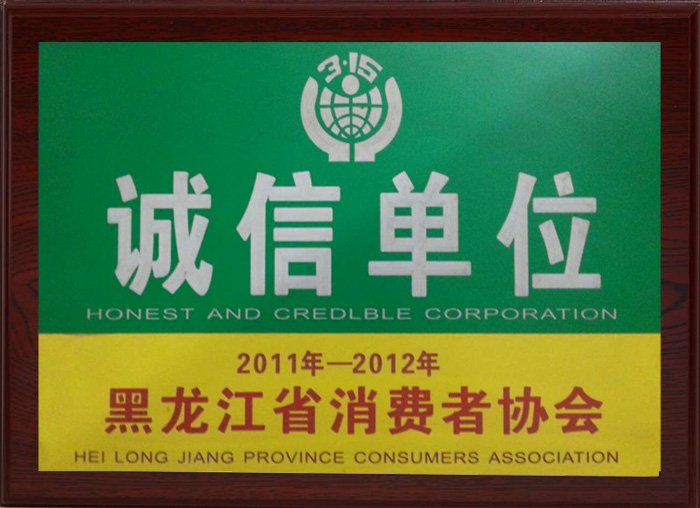 3·15
诚信单位
HONEST AND CREDLBLE CORPORATION
2011年—2012年
黑龙江省消费者协会
HEI LONG JIANG PROVINCE CONSUMERS ASSOCIATION